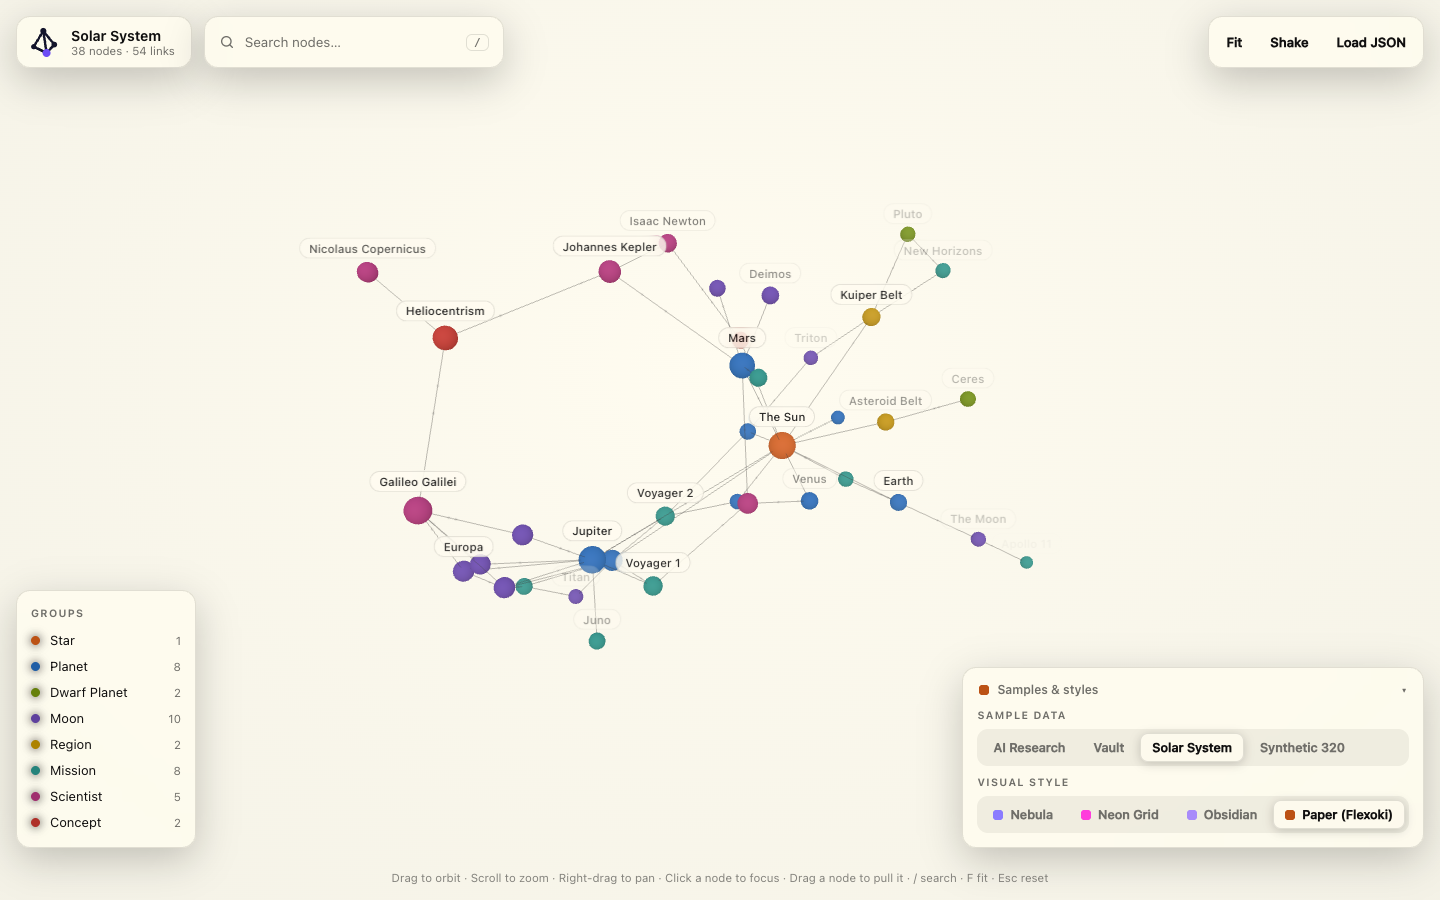 Solar System
38 nodes · 54 links
Search nodes...
/
Fit
Shake
Load JSON
Pluto
Isaac Newton
Nicolaus Copernicus
Johannes Kepler
New Horizons
Deimos
Kuiper Belt
Heliocentrism
Mars
Triton
Ceres
Asteroid Belt
The Sun
Galileo Galilei
Venus
Earth
Voyager 2
The Moon
Jupiter
Apollo 11
Europa
Voyager 1
Titan
Juno
GROUPS
Star 1
Planet 8
Dwarf Planet 2
Moon 10
Region 2
Mission 8
Scientist 5
Concept 2
Samples & styles
SAMPLE DATA
AI Research
Vault
Solar System
Synthetic 320
VISUAL STYLE
Nebula
Neon Grid
Obsidian
Paper (Flexoki)
Drag to orbit · Scroll to zoom · Right-drag to pan · Click a node to focus · Drag a node to pull it · / search · F fit · Esc reset